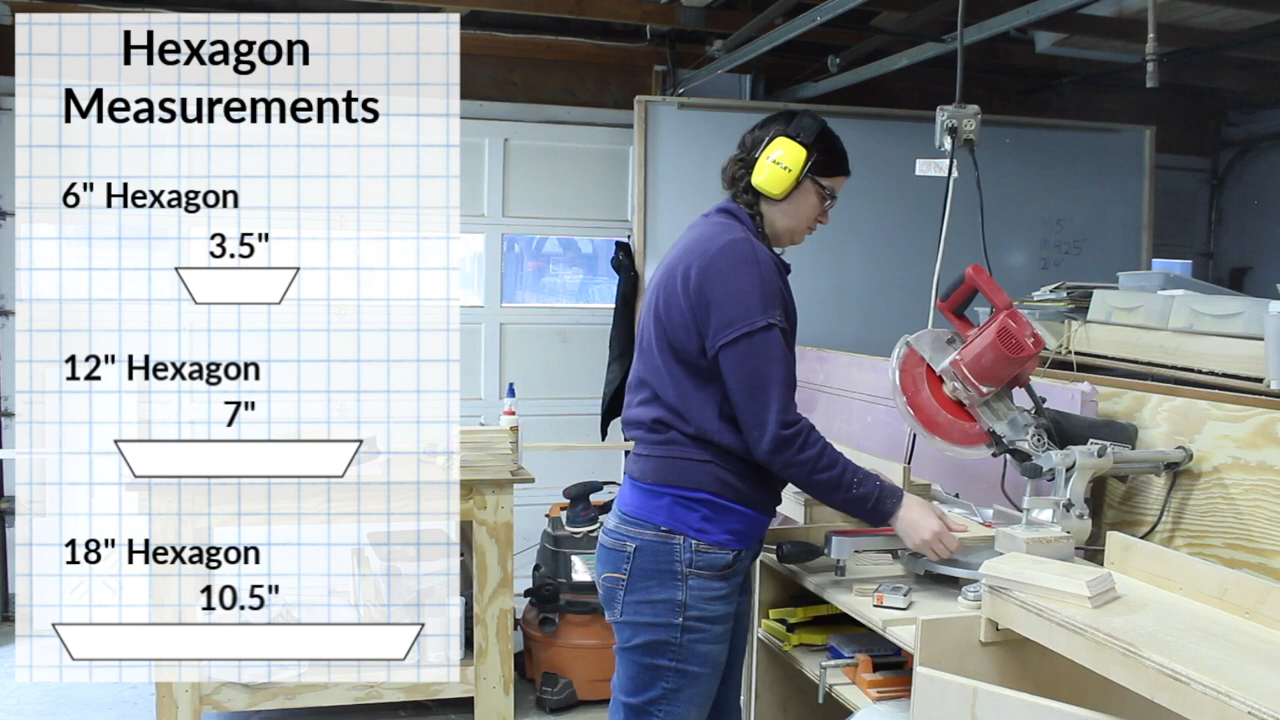 Hexagon
Measurements
6" Hexagon
3.5"
12" Hexagon
7"
18" Hexagon
10.5"